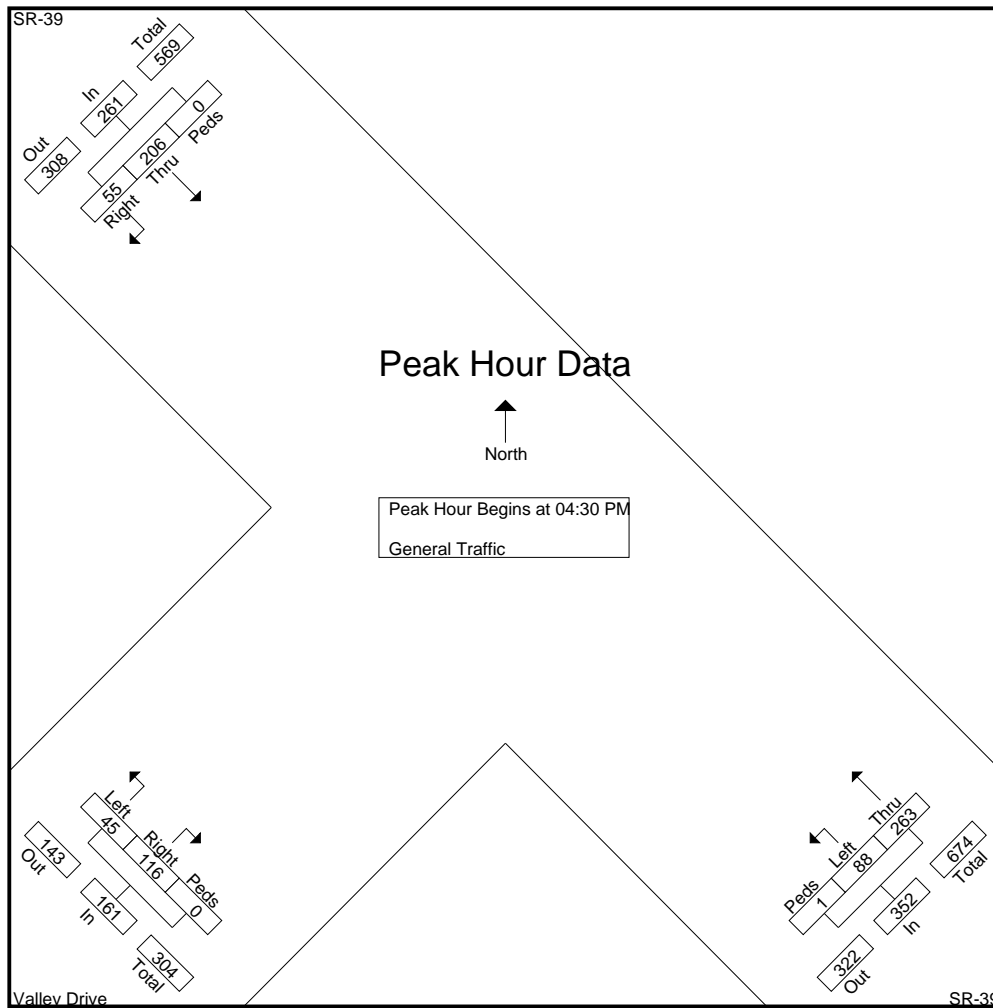 SR-39
Total
569
In
261
Out
308
0
Peds
206
Thru
55
Right
Peak Hour Data
North
Peak Hour Begins at 04:30 PM
General Traffic
Left
45
Right
116
Peds
0
143
Out
161
In
304
Total
Thru
263
Left
88
Peds
1
674
Total
352
In
322
Out
Valley Drive
SR-39